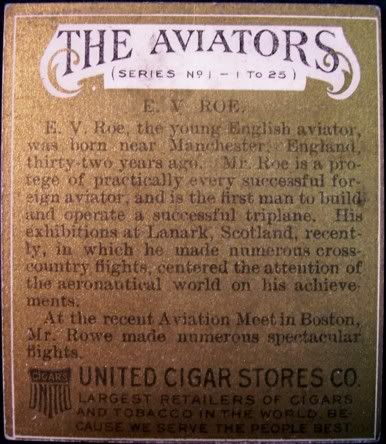 THE AVIATORS
(SERIES Nº 1 - 1 TO 25)
E. V. ROE.
E. V. Roe, the young English aviator,
was born near Manchester, England,
thirty-two years ago. Mr. Roe is a pro-
tege of practically every successful for-
eign aviator, and is the first man to build
and operate a successful triplane. His
exhibitions at Lanark, Scotland, recent-
ly, in which he made numerous cross-
country flights, centered the attention of
the aeronautical world on his achieve-
ments.
At the recent Aviation Meet in Boston,
Mr. Rowe made numerous spectacular
flights.
CIGARS
UNITED
UNITED CIGAR STORES CO.
LARGEST RETAILERS OF CIGARS
AND TOBACCO IN THE WORLD, BE-
CAUSE WE SERVE THE PEOPLE BEST.